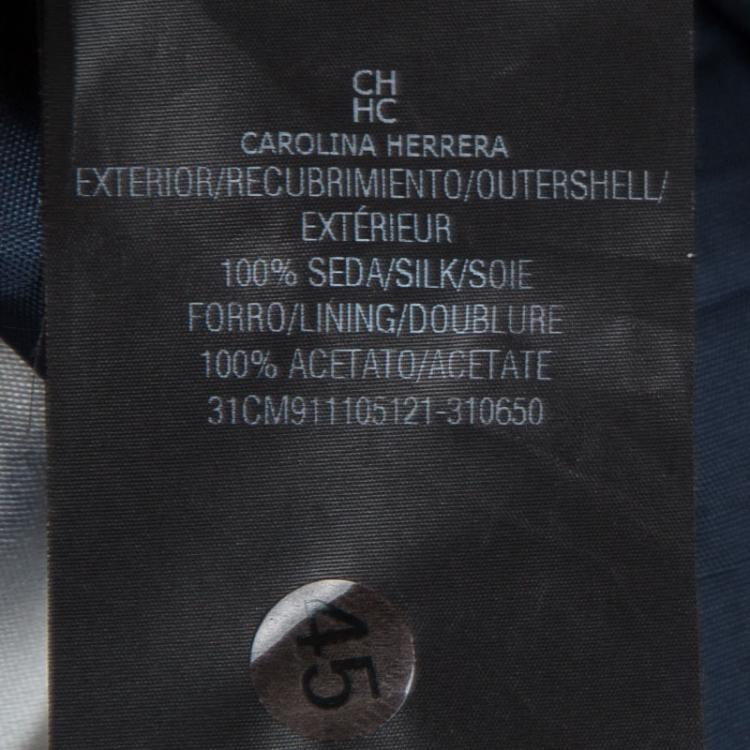 CH
HC
CAROLINA HERRERA
EXTERIOR/RECUBRIMIENTO/OUTERSHELL/
EXTÉRIEUR
100% SEDA/SILK/SOIE
FORRO/LINING/DOUBLURE
100% ACETATO/ACETATE
31CM911105121-310650
45